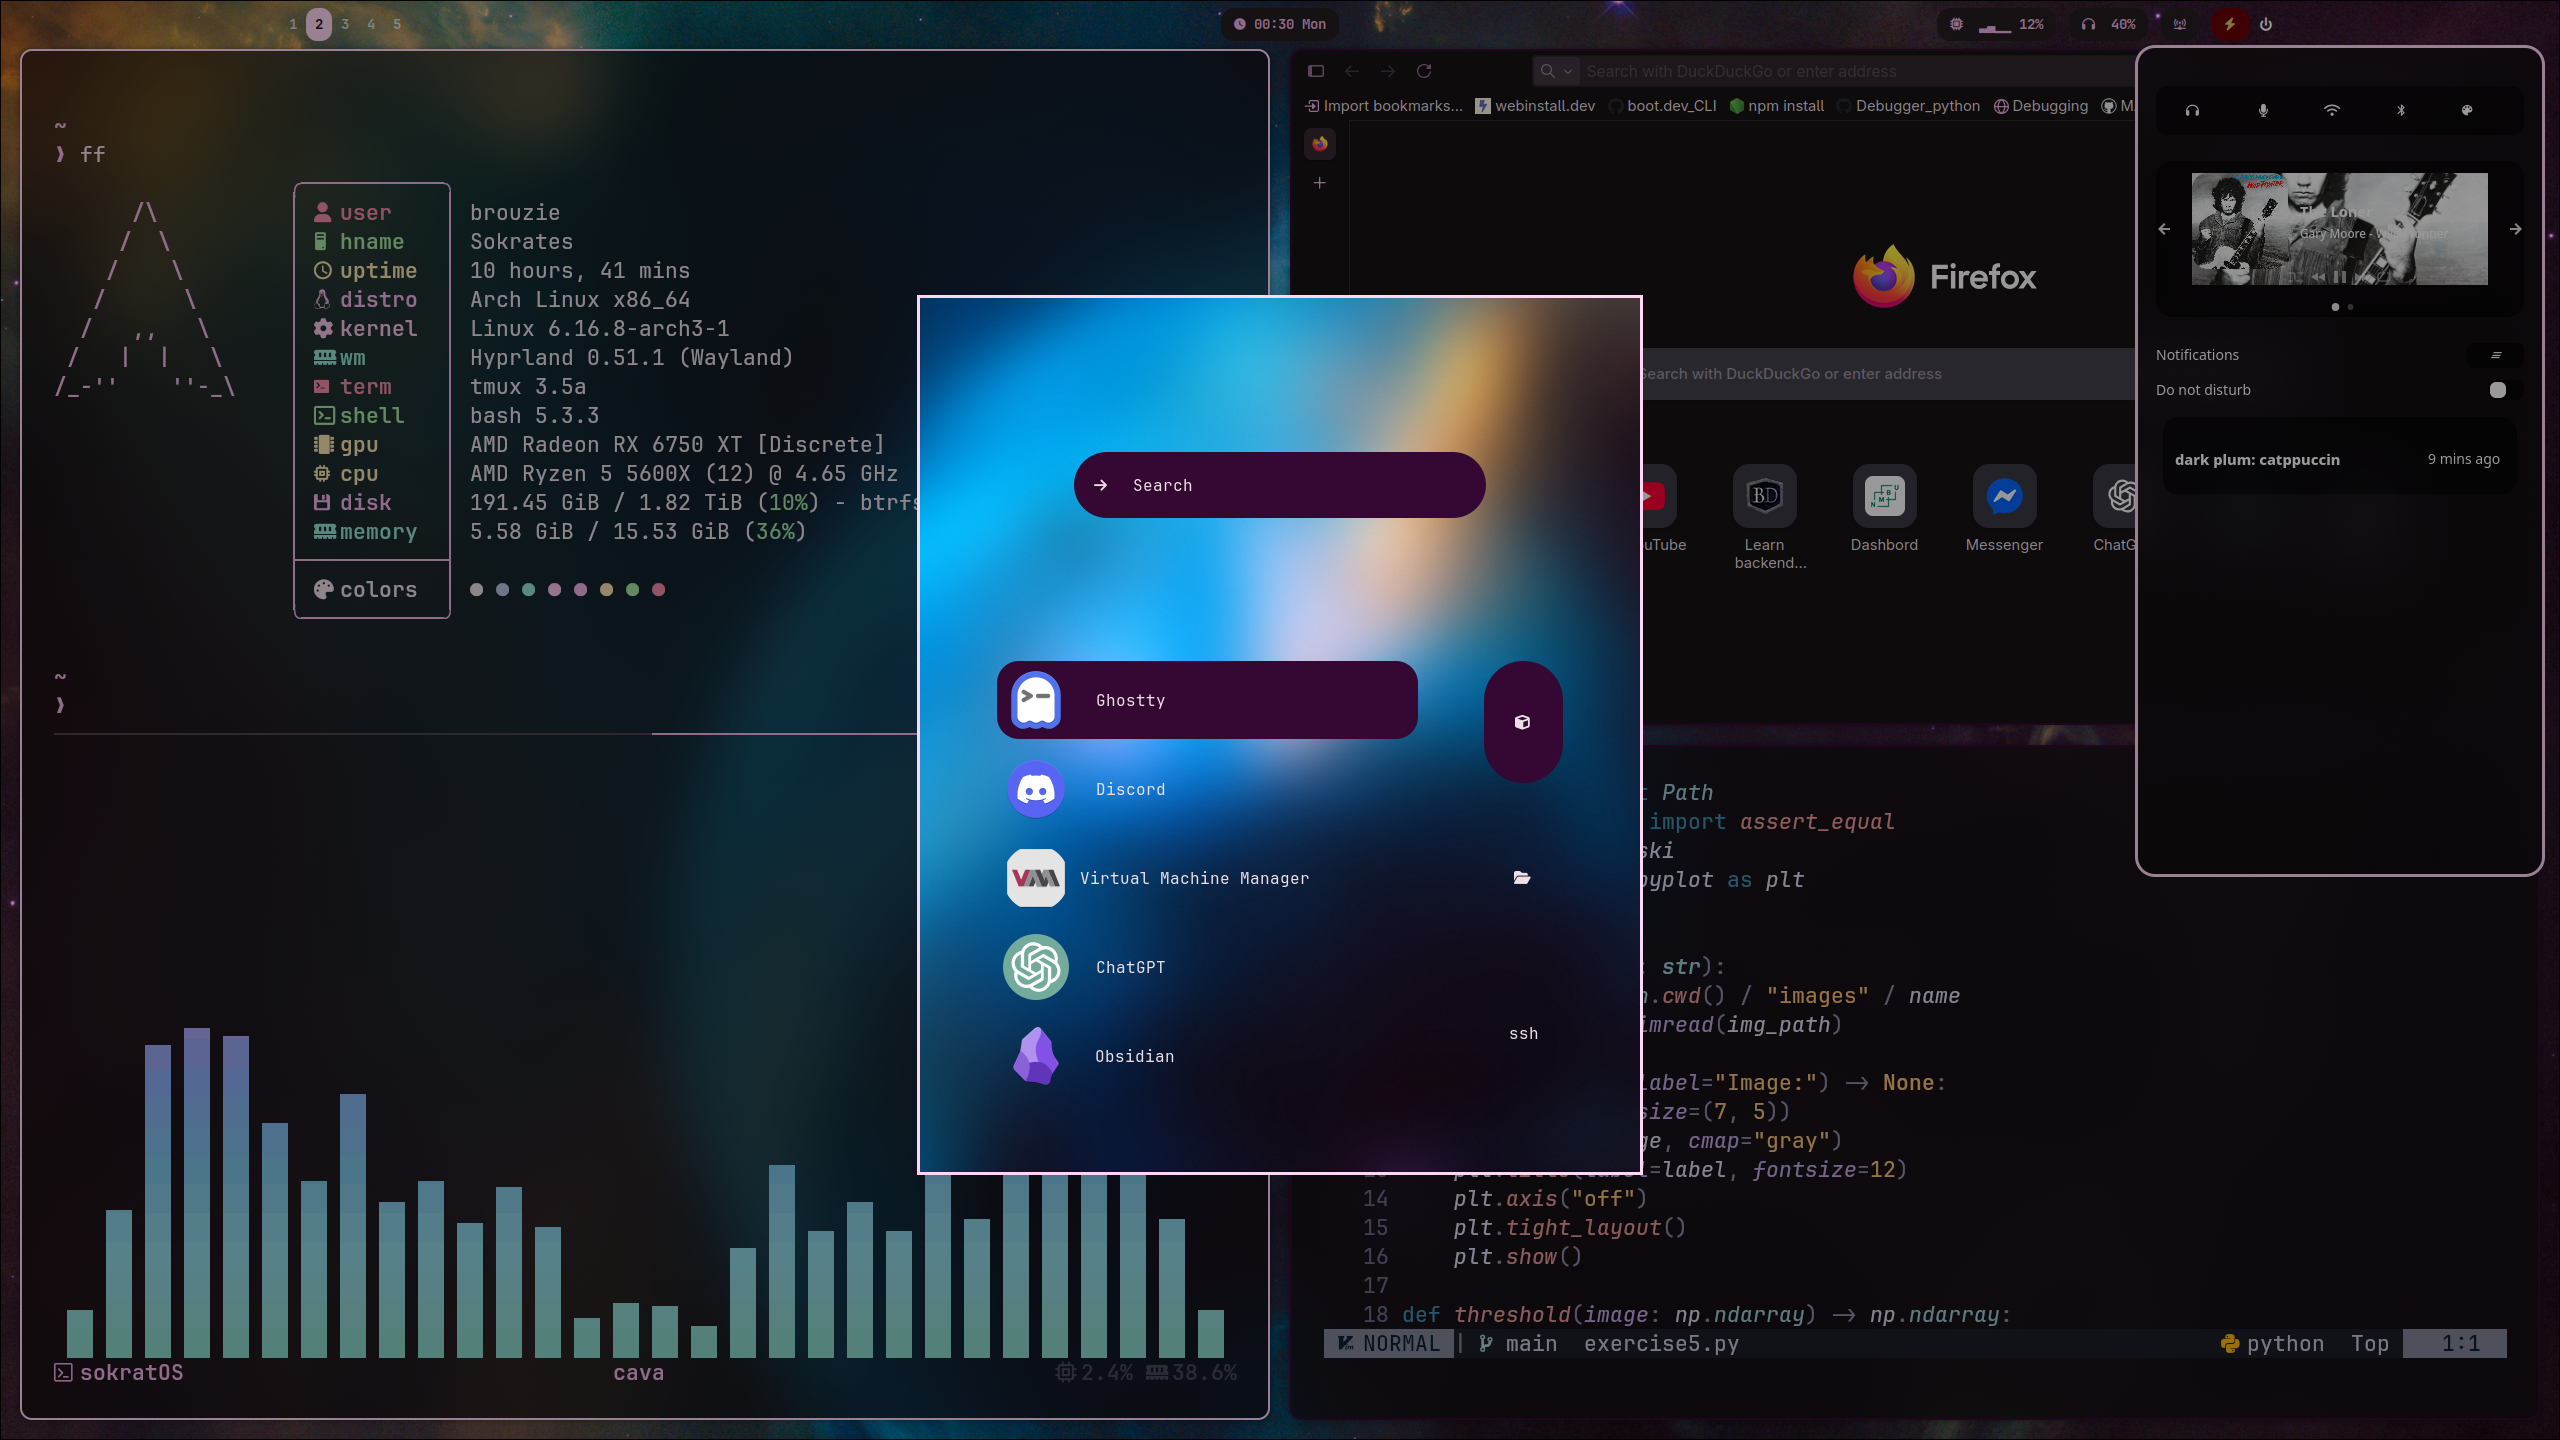 1 2 3 4 5
00:30 Mon
12%
40%
~
❯ ff
user brouzie
hname Sokrates
uptime 10 hours, 41 mins
distro Arch Linux x86_64
kernel Linux 6.16.8-arch3-1
wm Hyprland 0.51.1 (Wayland)
term tmux 3.5a
shell bash 5.3.3
gpu AMD Radeon RX 6750 XT [Discrete]
cpu AMD Ryzen 5 5600X (12) @ 4.65 GHz
disk 191.45 GiB / 1.82 TiB (10%) - btrfs
memory 5.58 GiB / 15.53 GiB (36%)
colors
~
❯
sokratOS cava 2.4% 38.6%
Search with DuckDuckGo or enter address
Import bookmarks... webinstall.dev boot.dev_CLI npm install Debugger_python Debugging M
Firefox
Search with DuckDuckGo or enter address
uTube
Learn backend...
Dashbord
Messenger
ChatG
Search
Ghostty
Discord
Virtual Machine Manager
ChatGPT
Obsidian
ssh
The Loner
Gary Moore -
Notifications
Do not disturb
dark plum: catppuccin 9 mins ago
Path
import assert_equal
ski
pyplot as plt
str):
.cwd() / "images" / name
imread(img_path)
label="Image:") -> None:
size=(7, 5))
ge, cmap="gray")
=label, fontsize=12)
14 plt.axis("off")
15 plt.tight_layout()
16 plt.show()
17
18 def threshold(image: np.ndarray) -> np.ndarray:
NORMAL main exercise5.py python Top 1:1